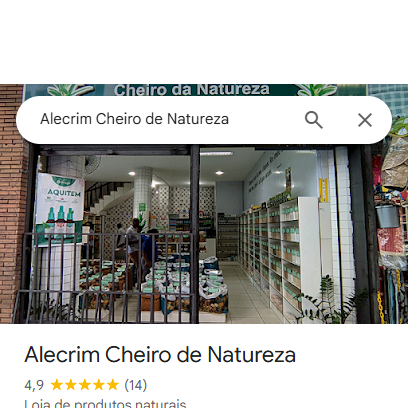 Cheiro da Natureza
Alecrim Cheiro de Natureza
AQUITEM
Alecrim Cheiro de Natureza
4,9 (14)
Loja de produtos naturais